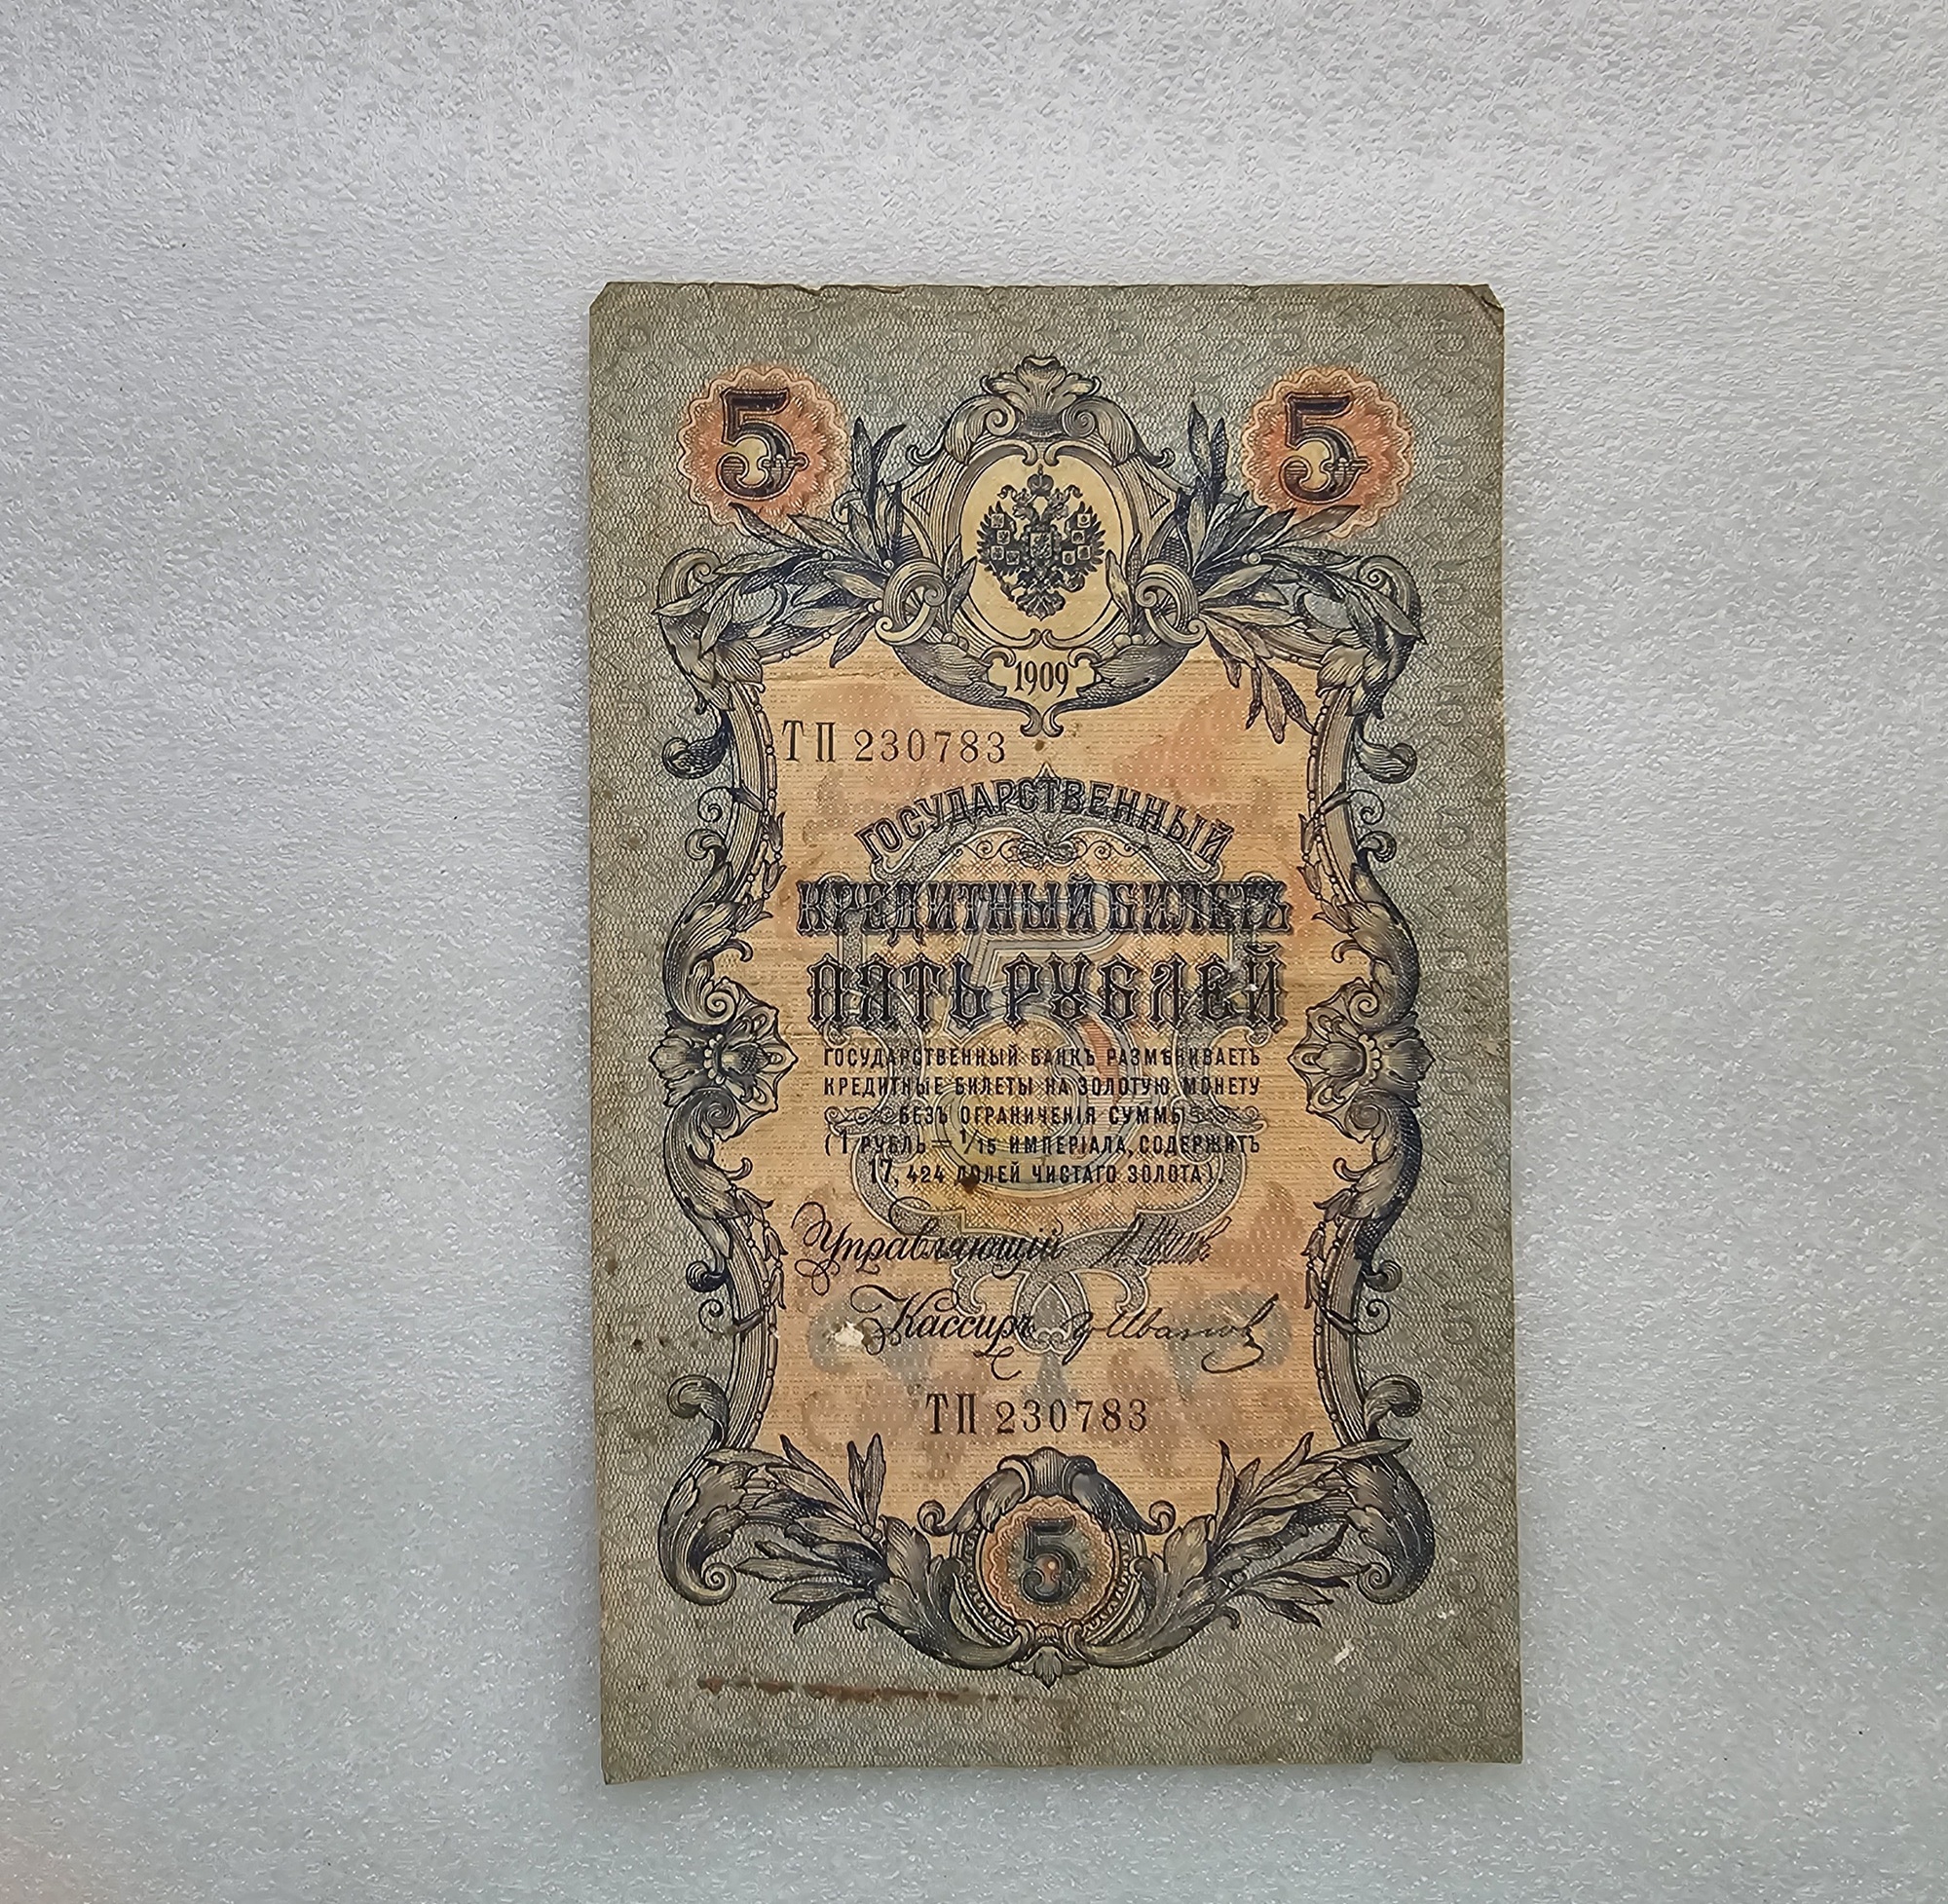 5
5
1909
ТП 230783
ГОСУДАРСТВЕННЫЙ
КРЕДИТНЫЙ БИЛЕТЪ
ПЯТЬ РУБЛЕЙ
ГОСУДАРСТВЕННЫЙ БАНКЪ РАЗМѢНИВАЕТЪ
КРЕДИТНЫЕ БИЛЕТЫ НА ЗОЛОТУЮ МОНЕТУ
БЕЗЪ ОГРАНИЧЕНІЯ СУММЫ
(1 РУБЛЬ = 1/15 ИМПЕРІАЛА, СОДЕРЖИТЪ
17,424 ДОЛЕЙ ЧИСТАГО ЗОЛОТА).
Управляющій
Кассиръ
ТП 230783
5